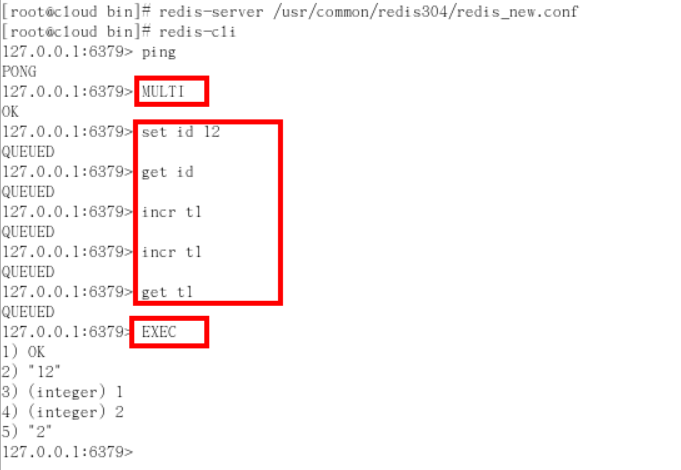 [root@cloud bin]# redis-server /usr/common/redis304/redis_new.conf
[root@cloud bin]# redis-cli
127.0.0.1:6379> ping
PONG
127.0.0.1:6379> MULTI
OK
127.0.0.1:6379> set id 12
QUEUED
127.0.0.1:6379> get id
QUEUED
127.0.0.1:6379> incr t1
QUEUED
127.0.0.1:6379> incr t1
QUEUED
127.0.0.1:6379> get t1
QUEUED
127.0.0.1:6379> EXEC
1) OK
2) "12"
3) (integer) 1
4) (integer) 2
5) "2"
127.0.0.1:6379>